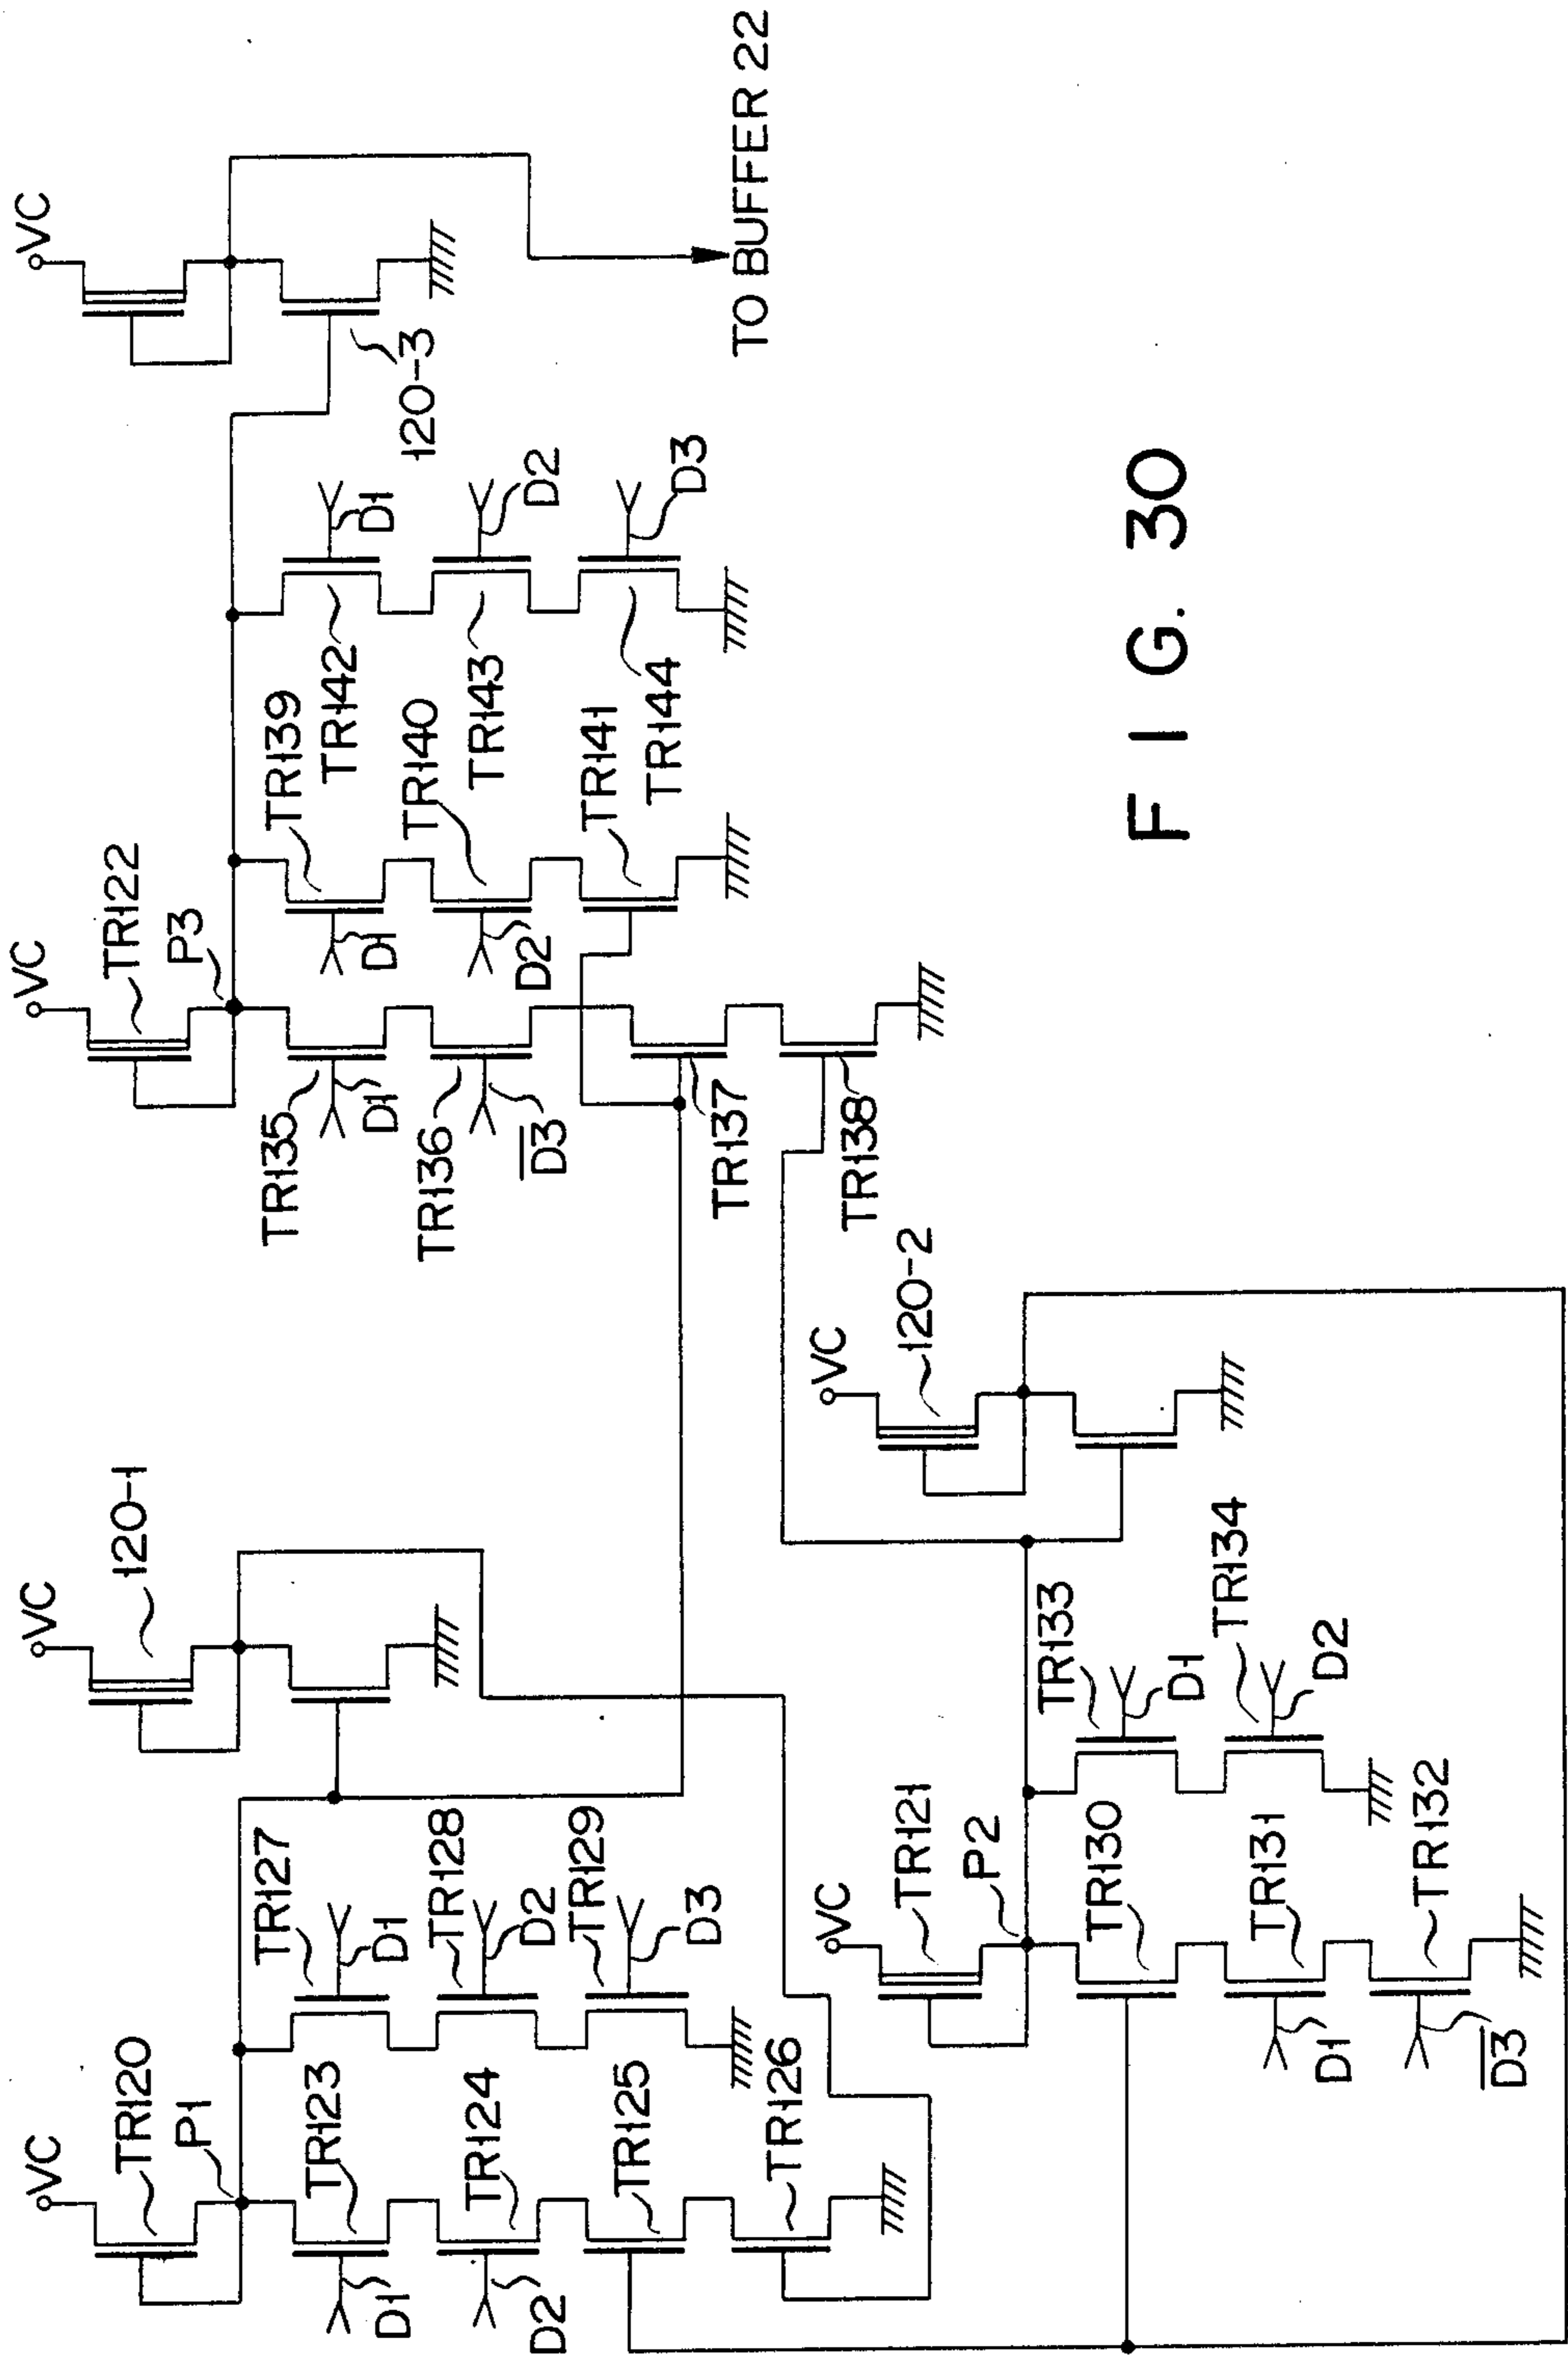 VC
TR120
P1
TR123
D1
TR124
D2
TR125
TR126
TR127
D1
TR128
D2
TR129
D3
VC
120-1
VC
TR121
P2
TR130
TR131
D1
TR132
D3
TR133
D1
TR134
D2
VC
120-2
VC
TR122
P3
TR135
D1
TR136
D3
TR137
TR138
TR139
D1
TR140
D2
TR141
TR142
D1
TR143
D2
TR144
D3
VC
120-3
TO BUFFER 22
FIG. 30